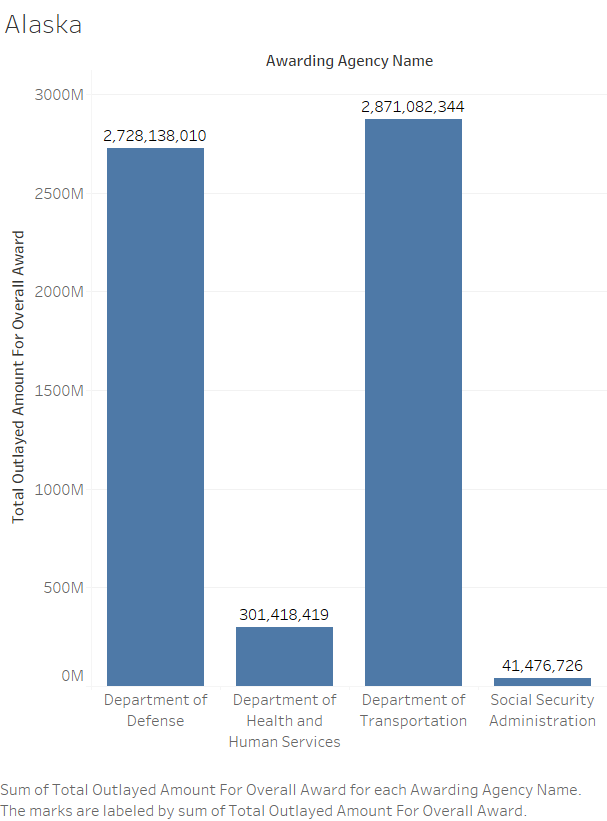 Alaska
Awarding Agency Name
Total Outlayed Amount For Overall Award
3000M
2500M
2000M
1500M
1000M
500M
0M
2,728,138,010
301,418,419
2,871,082,344
41,476,726
Department of
Defense
Department of
Health and
Human Services
Department of
Transportation
Social Security
Administration
Sum of Total Outlayed Amount For Overall Award for each Awarding Agency Name.
The marks are labeled by sum of Total Outlayed Amount For Overall Award.